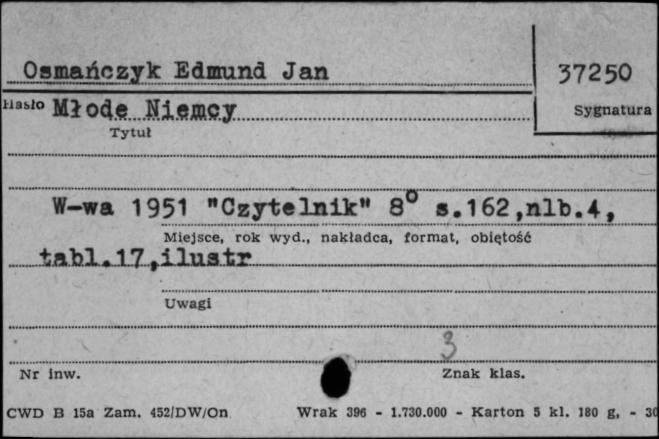 Osmańczyk Edmund Jan
37250
Hasło Młode Niemcy
Sygnatura
Tytuł
W-wa 1951 "Czytelnik" 8° s.162,nlb.4,
Miejsce, rok wyd., nakładca, format, obiętość
tabl.17,ilustr
Uwagi
3
Nr inw.
Znak klas.
CWD B 15a Zam. 452/DW/On Wrak 396 - 1.730.000 - Karton 5 kl. 180 g, - 30